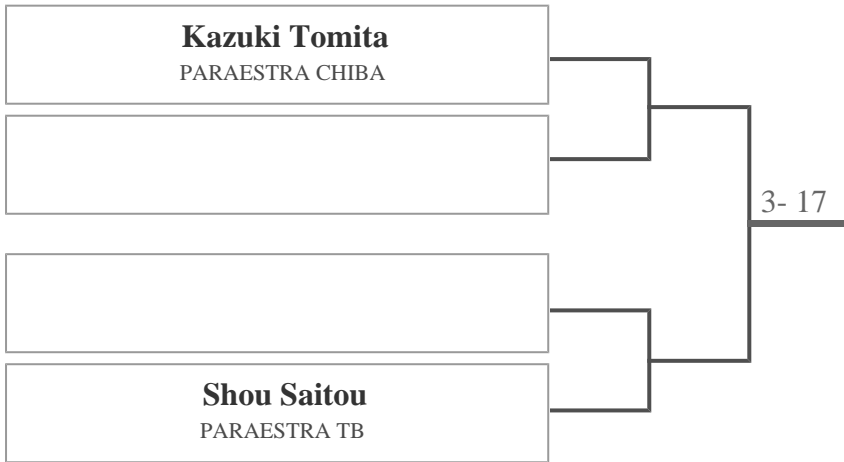 Kazuki Tomita
PARAESTRA CHIBA
3- 17
Shou Saitou
PARAESTRA TB